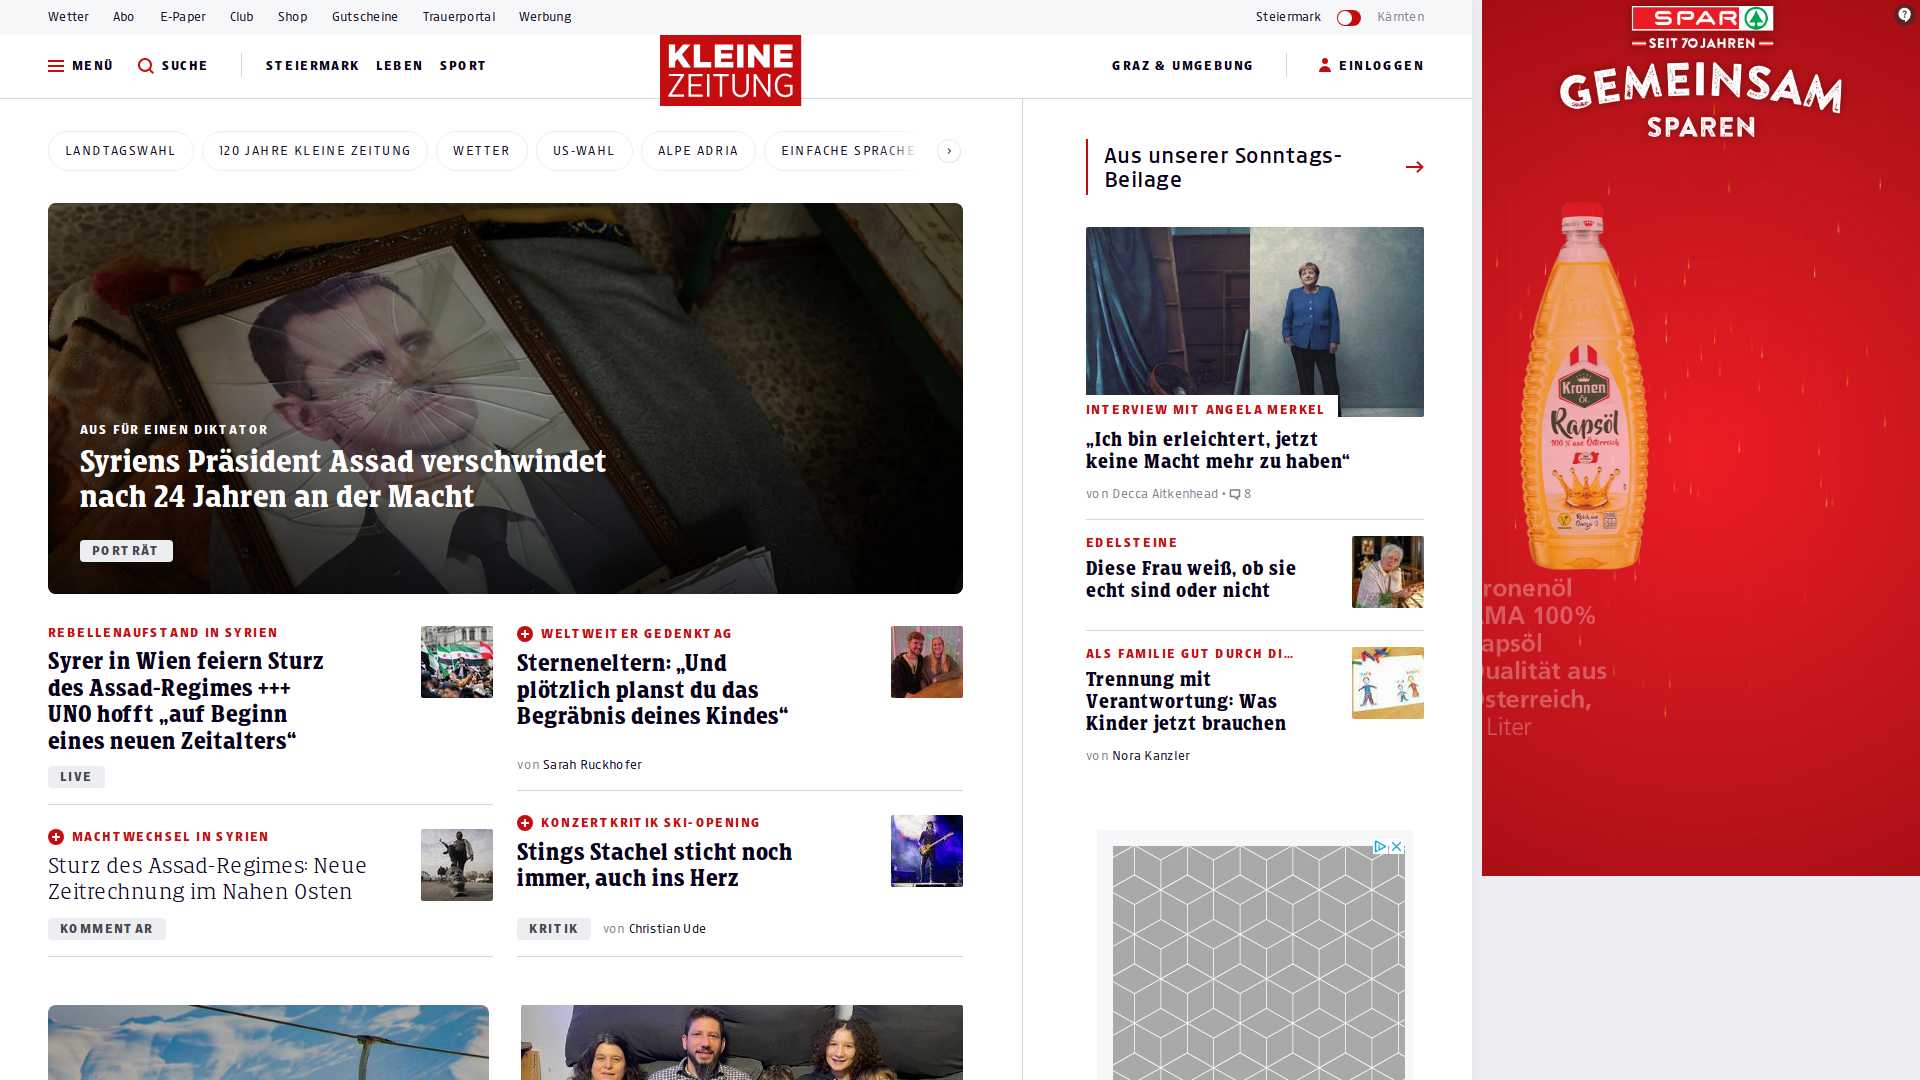 Wetter Abo E-Paper Club Shop Gutscheine Trauerportal Werbung Steiermark Kärnten
MENÜ SUCHE STEIERMARK LEBEN SPORT
KLEINE
ZEITUNG
GRAZ & UMGEBUNG EINLOGGEN
LANDTAGSWAHL 120 JAHRE KLEINE ZEITUNG WETTER US-WAHL ALPE ADRIA EINFACHE SPRACHE
AUS FÜR EINEN DIKTATOR
Syriens Präsident Assad verschwindet
nach 24 Jahren an der Macht
PORTRÄT
REBELLENAUFSTAND IN SYRIEN
Syrer in Wien feiern Sturz
des Assad-Regimes +++
UNO hofft „auf Beginn
eines neuen Zeitalters“
LIVE
MACHTWECHSEL IN SYRIEN
Sturz des Assad-Regimes: Neue
Zeitrechnung im Nahen Osten
KOMMENTAR
WELTWEITER GEDENKTAG
Sterneneltern: „Und
plötzlich planst du das
Begräbnis deines Kindes“
von Sarah Ruckhofer
KONZERTKRITIK SKI-OPENING
Stings Stachel sticht noch
immer, auch ins Herz
KRITIK von Christian Ude
Aus unserer Sonntags-
Beilage
INTERVIEW MIT ANGELA MERKEL
„Ich bin erleichtert, jetzt
keine Macht mehr zu haben“
von Decca Aitkenhead • 8
EDELSTEINE
Diese Frau weiß, ob sie
echt sind oder nicht
ALS FAMILIE GUT DURCH DI...
Trennung mit
Verantwortung: Was
Kinder jetzt brauchen
von Nora Kanzler
SPAR
SEIT 70 JAHREN
GEMEINSAM
SPAREN
Kronen
ÖL
Rapsöl
100 % aus Österreich
ronenöl
AMA 100%
apsöl
ualität aus
sterreich,
Liter